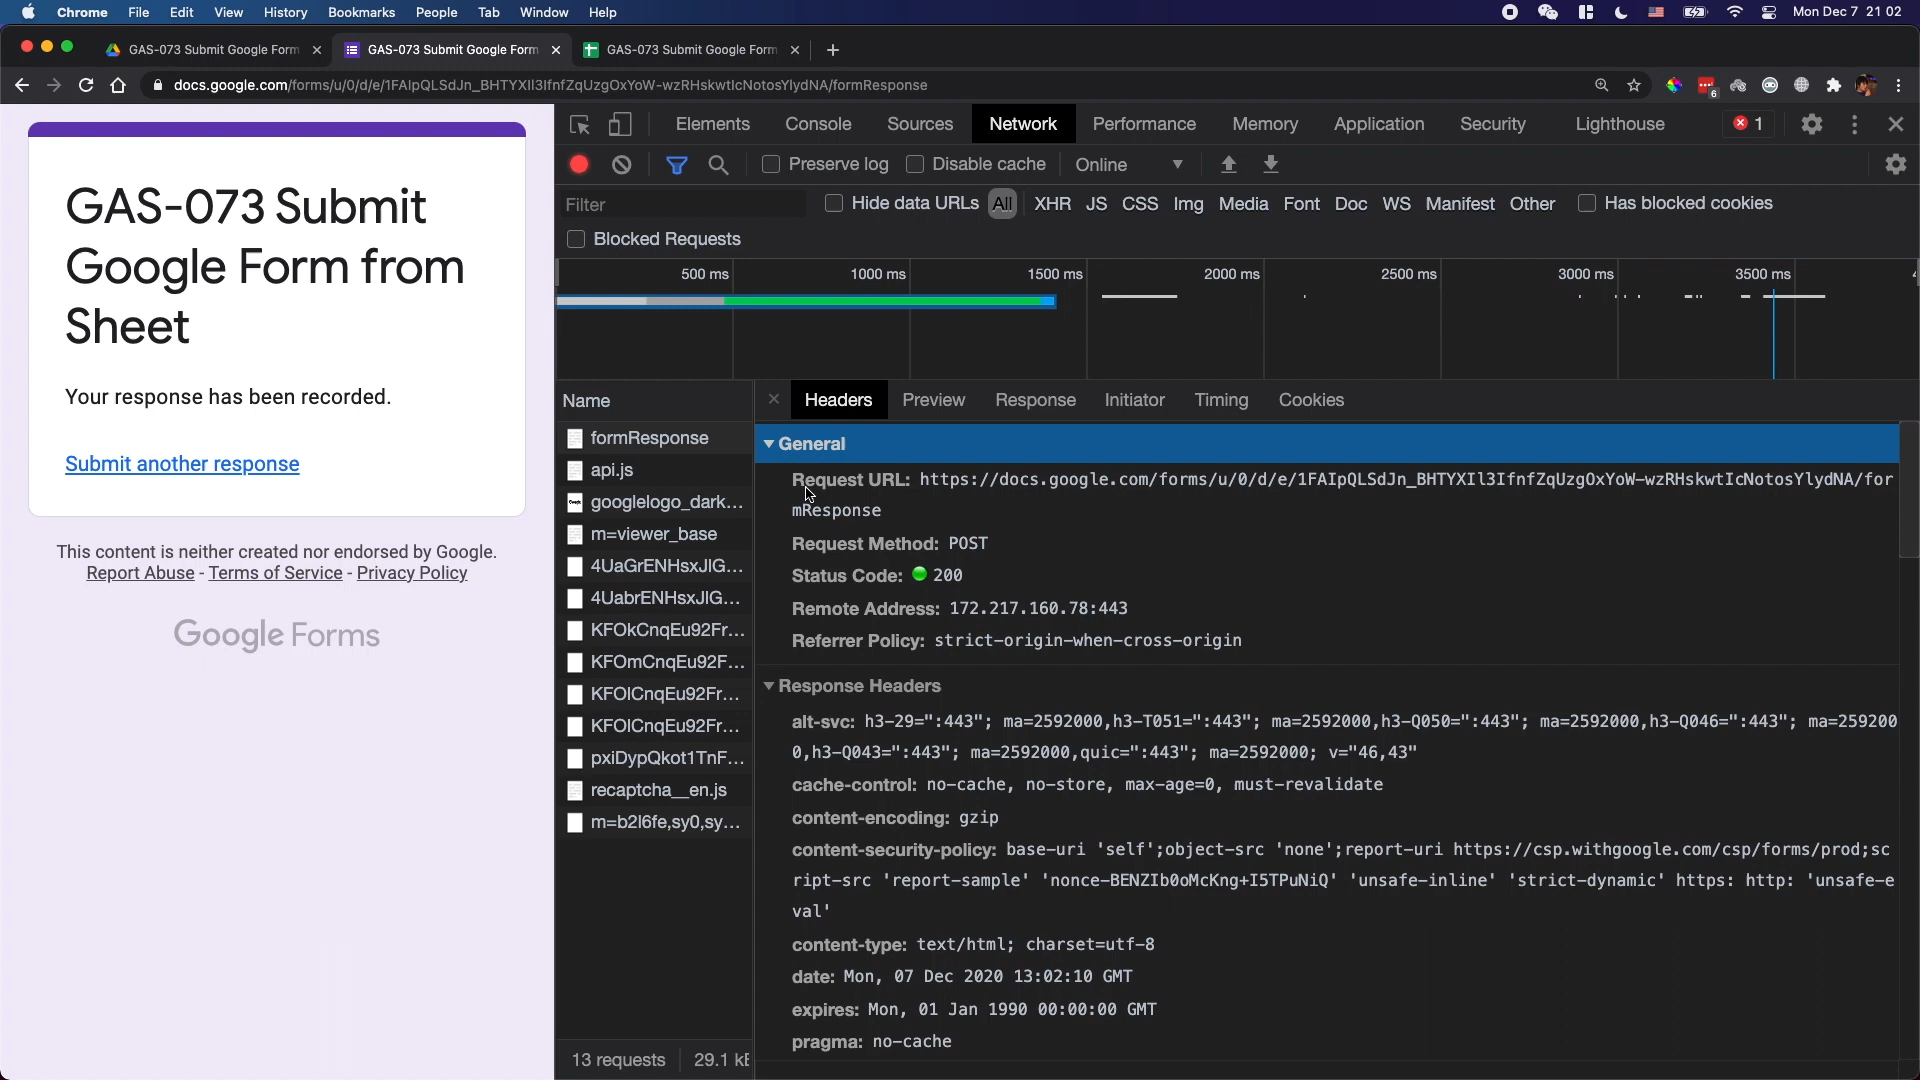 Chrome File Edit View History Bookmarks People Tab Window Help Mon Dec 7 21 02
GAS-073 Submit Google Form GAS-073 Submit Google Form GAS-073 Submit Google Form
docs.google.com/forms/u/0/d/e/1FAIpQLSdJn_BHTYXIl3IfnfZqUzgOxYoW-wzRHskwtIcNotosYlydNA/formResponse 6
GAS-073 Submit
Google Form from
Sheet
Your response has been recorded.
Submit another response
This content is neither created nor endorsed by Google.
Report Abuse - Terms of Service - Privacy Policy
Google Forms
Elements Console Sources Network Performance Memory Application Security Lighthouse 1
Preserve log Disable cache Online
Filter Hide data URLs All XHR JS CSS Img Media Font Doc WS Manifest Other Has blocked cookies
Blocked Requests
500 ms 1000 ms 1500 ms 2000 ms 2500 ms 3000 ms 3500 ms
Name
formResponse
api.js
googlelogo_dark...
m=viewer_base
4UaGrENHsxJlG...
4UabrENHsxJlG...
KFOkCnqEu92Fr...
KFOmCnqEu92F...
KFOlCnqEu92Fr...
KFOlCnqEu92Fr...
pxiDypQkot1TnF...
recaptcha__en.js
m=b2l6fe,sy0,sy...
13 requests 29.1 kB
Headers Preview Response Initiator Timing Cookies
General
Request URL: https://docs.google.com/forms/u/0/d/e/1FAIpQLSdJn_BHTYXIl3IfnfZqUzgOxYoW-wzRHskwtIcNotosYlydNA/for
mResponse
Request Method: POST
Status Code: 200
Remote Address: 172.217.160.78:443
Referrer Policy: strict-origin-when-cross-origin
Response Headers
alt-svc: h3-29=":443"; ma=2592000,h3-T051=":443"; ma=2592000,h3-Q050=":443"; ma=2592000,h3-Q046=":443"; ma=259200
0,h3-Q043=":443"; ma=2592000,quic=":443"; ma=2592000; v="46,43"
cache-control: no-cache, no-store, max-age=0, must-revalidate
content-encoding: gzip
content-security-policy: base-uri 'self';object-src 'none';report-uri https://csp.withgoogle.com/csp/forms/prod;sc
ript-src 'report-sample' 'nonce-BENZIb0oMcKng+I5TPuNiQ' 'unsafe-inline' 'strict-dynamic' https: http: 'unsafe-e
val'
content-type: text/html; charset=utf-8
date: Mon, 07 Dec 2020 13:02:10 GMT
expires: Mon, 01 Jan 1990 00:00:00 GMT
pragma: no-cache